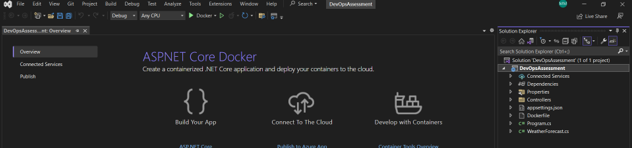 File Edit View Git Project Build Debug Test Analyze Tools Extensions Window Help Search DevOpsAssessment
Debug Any CPU Docker Live Share
DevOpsAssess...nt: Overview
Solution Explorer
Search Solution Explorer (Ctrl+;)
Overview
Connected Services
Publish
ASP.NET Core Docker
Create a containerized .NET Core application and deploy your containers to the cloud.
Build Your App
Connect To The Cloud
Develop with Containers
ASP.NET Core
Publish to Azure App
Container Tools Overview
Solution 'DevOpsAssessment' (1 of 1 project)
DevOpsAssessment
Connected Services
Dependencies
Properties
Controllers
appsettings.json
Dockerfile
Program.cs
WeatherForecast.cs